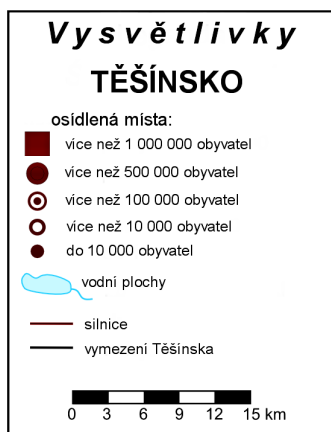 Vysvětlivky
TĚŠÍNSKO
osídlená místa:
více než 1 000 000 obyvatel
více než 500 000 obyvatel
více než 100 000 obyvatel
více než 10 000 obyvatel
do 10 000 obyvatel
vodní plochy
silnice
vymezení Těšínska
0 3 6 9 12 15 km